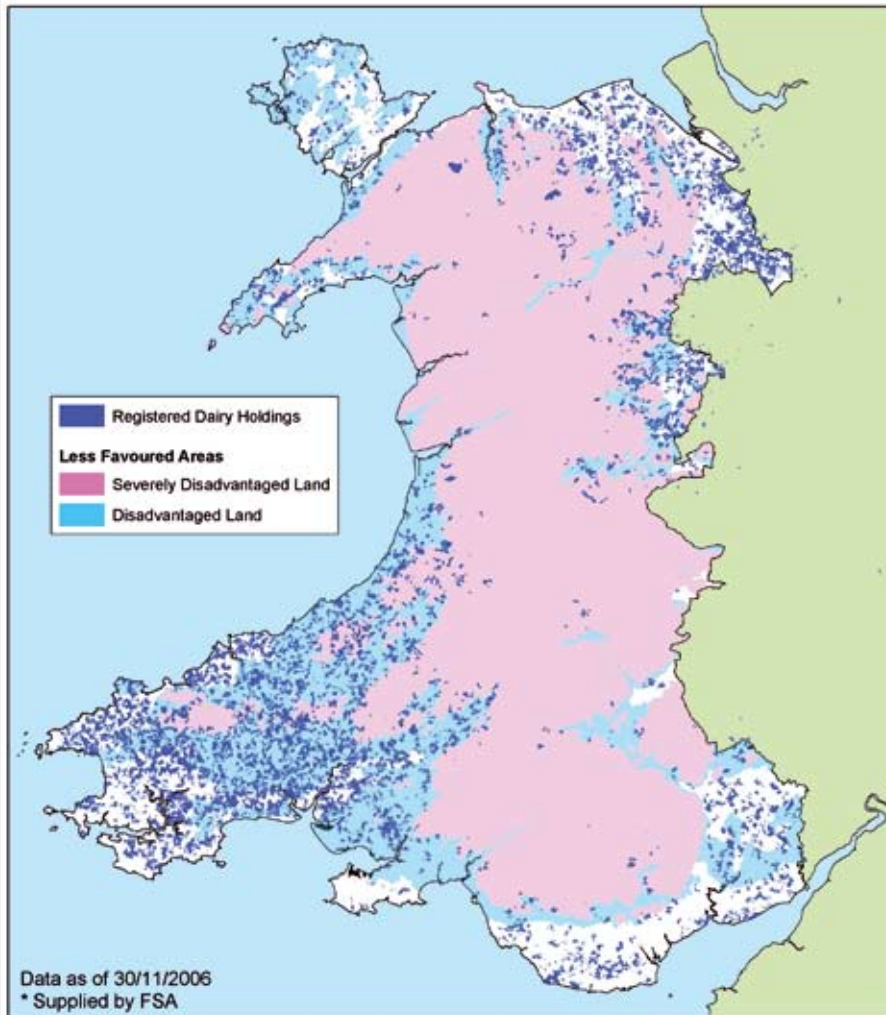 Registered Dairy Holdings
Less Favoured Areas
Severely Disadvantaged Land
Disadvantaged Land
Data as of 30/11/2006
* Supplied by FSA